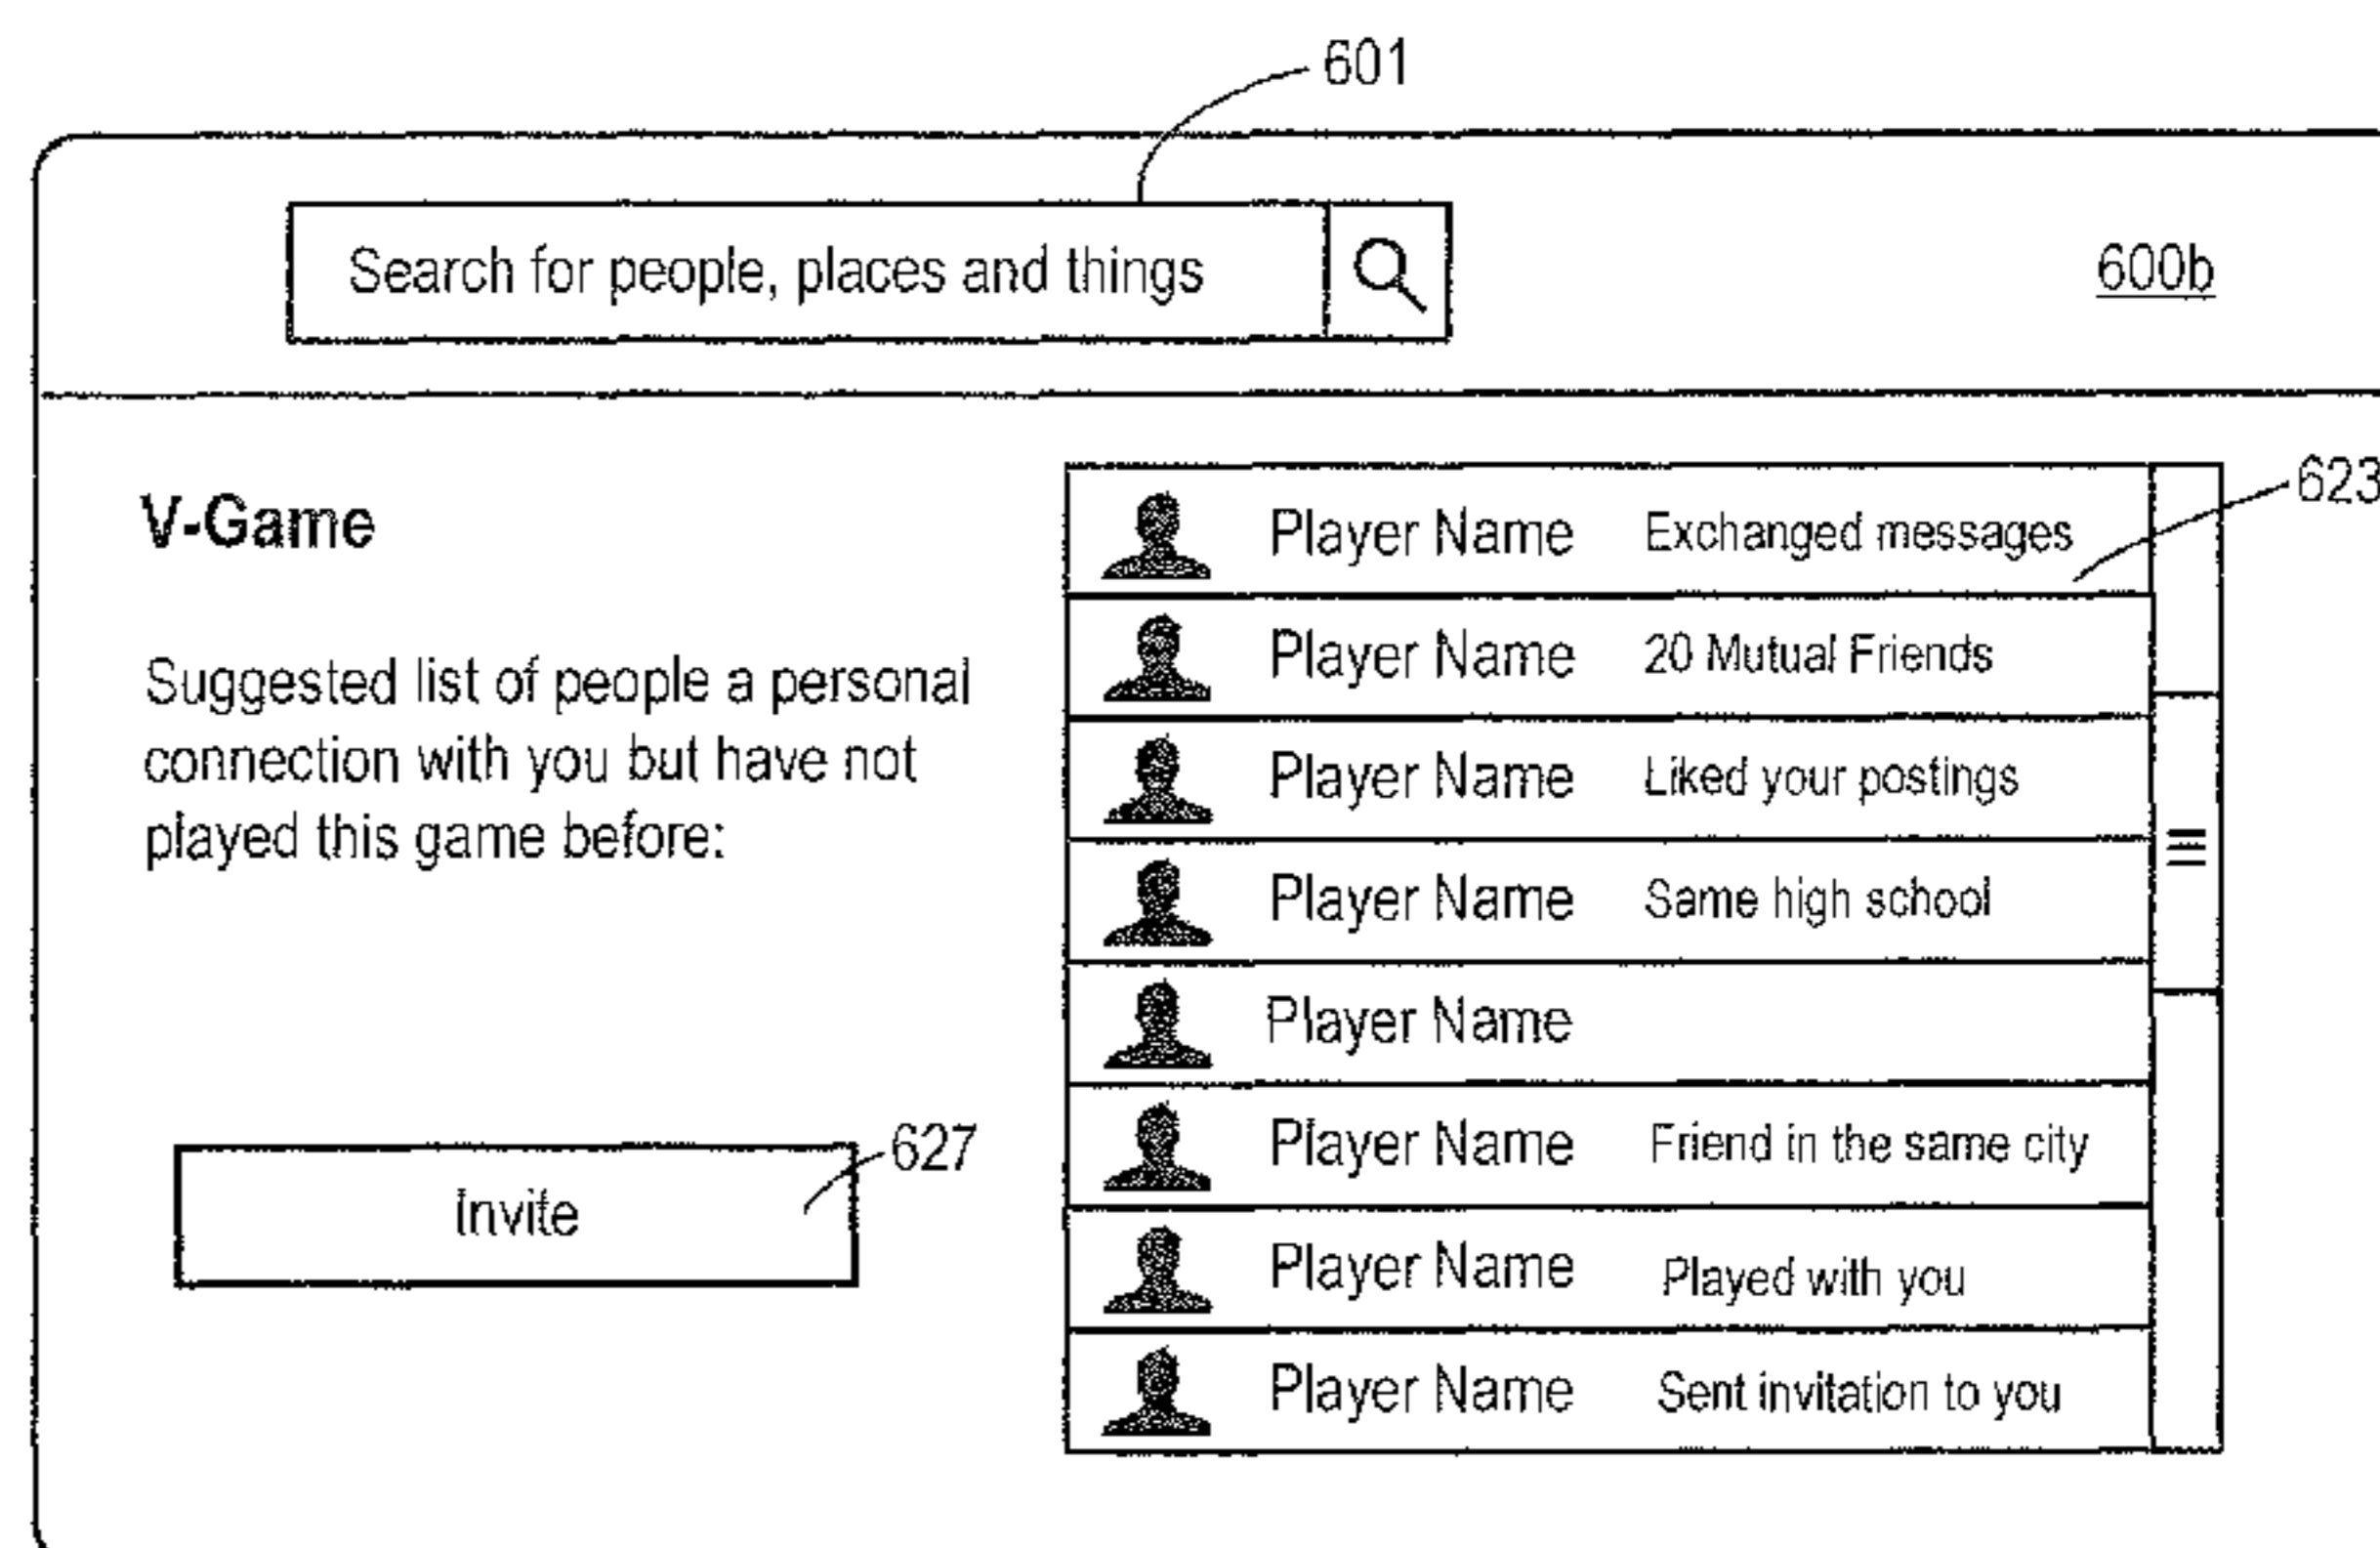 601
Search for people, places and things
600b
V-Game
Suggested list of people a personal
connection with you but have not
played this game before:
Invite
627
623
Player Name Exchanged messages
Player Name 20 Mutual Friends
Player Name Liked your postings
Player Name Same high school
Player Name
Player Name Friend in the same city
Player Name Played with you
Player Name Sent invitation to you